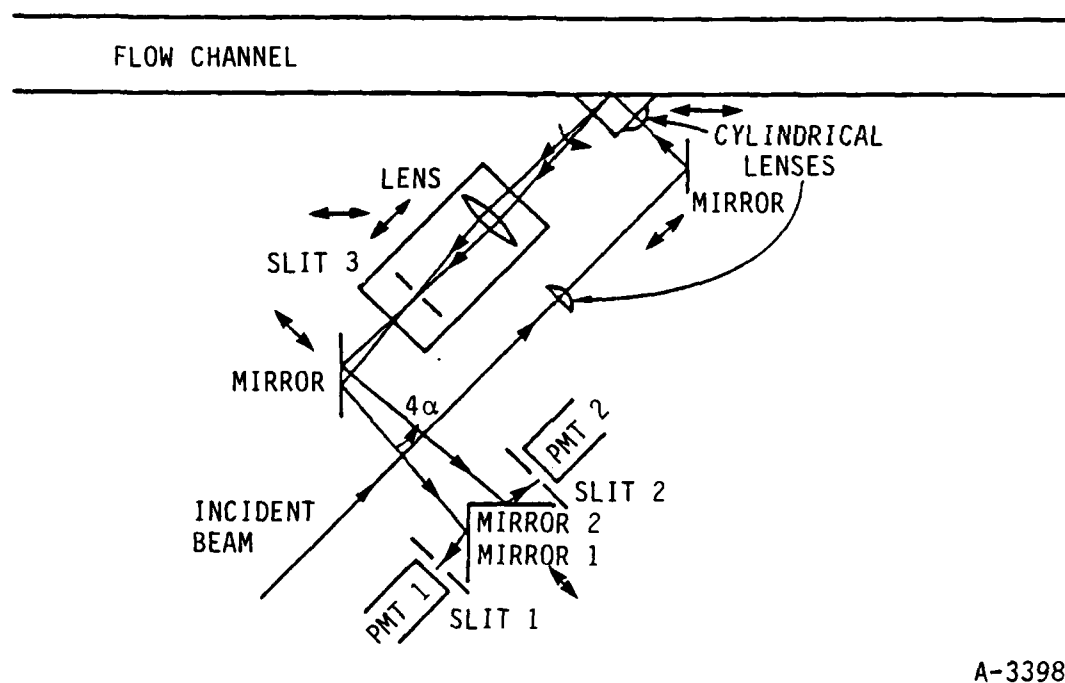 FLOW CHANNEL
CYLINDRICAL
LENSES
LENS
MIRROR
SLIT 3
MIRROR
4α
PMT 2
SLIT 2
INCIDENT
BEAM
MIRROR 2
MIRROR 1
PMT 1
SLIT 1
A-3398